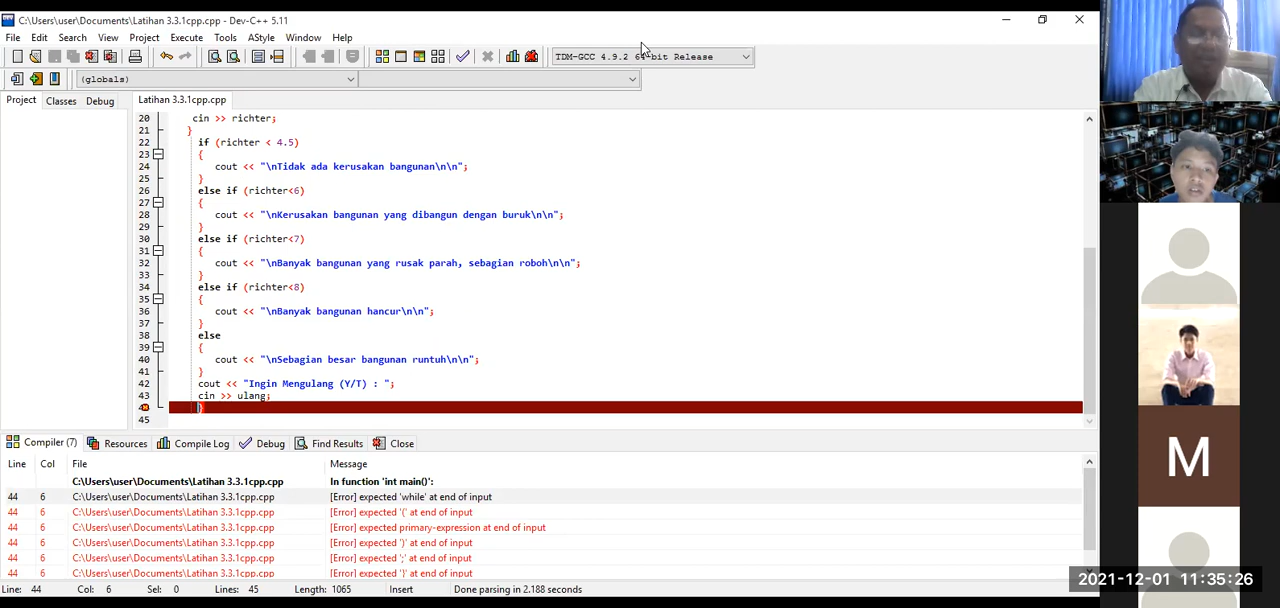 C:\Users\user\Documents\Latihan 3.3.1cpp.cpp - Dev-C++ 5.11
File Edit Search View Project Execute Tools AStyle Window Help
TDM-GCC 4.9.2 64-bit Release
(globals)
Project Classes Debug
Latihan 3.3.1cpp.cpp
20 cin >> richter;
21 }
22 if (richter < 4.5)
23 {
24 cout << "\nTidak ada kerusakan bangunan\n\n";
25 }
26 else if (richter<6)
27 {
28 cout << "\nKerusakan bangunan yang dibangun dengan buruk\n\n";
29 }
30 else if (richter<7)
31 {
32 cout << "\nBanyak bangunan yang rusak parah, sebagian roboh\n\n";
33 }
34 else if (richter<8)
35 {
36 cout << "\nBanyak bangunan hancur\n\n";
37 }
38 else
39 {
40 cout << "\nSebagian besar bangunan runtuh\n\n";
41 }
42 cout << "Ingin Mengulang (Y/T) : ";
43 cin >> ulang;
}
45
Compiler (7) Resources Compile Log Debug Find Results Close
Line Col File Message
C:\Users\user\Documents\Latihan 3.3.1cpp.cpp In function 'int main()':
44 6 C:\Users\user\Documents\Latihan 3.3.1cpp.cpp [Error] expected 'while' at end of input
44 6 C:\Users\user\Documents\Latihan 3.3.1cpp.cpp [Error] expected '(' at end of input
44 6 C:\Users\user\Documents\Latihan 3.3.1cpp.cpp [Error] expected primary-expression at end of input
44 6 C:\Users\user\Documents\Latihan 3.3.1cpp.cpp [Error] expected ')' at end of input
44 6 C:\Users\user\Documents\Latihan 3.3.1cpp.cpp [Error] expected ';' at end of input
44 6 C:\Users\user\Documents\Latihan 3.3.1cpp.cpp [Error] expected '}' at end of input
Line: 44 Col: 6 Sel: 0 Lines: 45 Length: 1065 Insert Done parsing in 2.188 seconds
M
2021-12-01 11:35:26